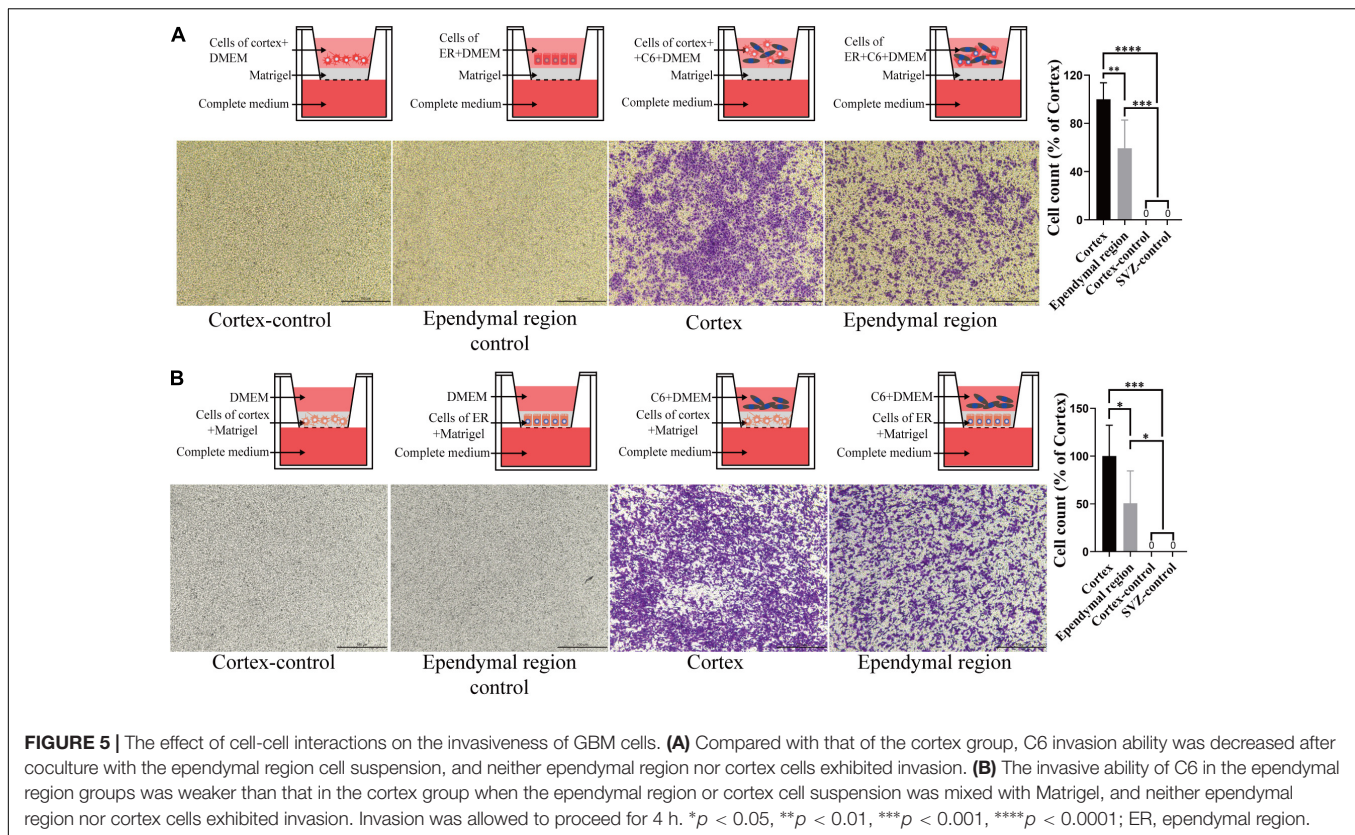 A
Cells of cortex+
DMEM
Matrigel
Complete medium
Cells of
ER+DMEM
Matrigel
Complete medium
Cells of cortex+
+C6+DMEM
Matrigel
Complete medium
Cells of
ER+C6+DMEM
Matrigel
Complete medium
Cortex-control
Ependymal region
control
Cortex
Ependymal region
Cell count (% of Cortex)
120
80
40
0
****
**
***
0 0
Cortex
Ependymal region
Cortex-control
SVZ-control
B
DMEM
Cells of cortex
+Matrigel
Complete medium
DMEM
Cells of ER
+Matrigel
Complete medium
C6+DMEM
Cells of cortex
+Matrigel
Complete medium
C6+DMEM
Cells of ER
+Matrigel
Complete medium
Cortex-control
Ependymal region
control
Cortex
Ependymal region
Cell count (% of Cortex)
150
100
50
0
***
*
*
0 0
Cortex
Ependymal region
Cortex-control
SVZ-control
FIGURE 5 | The effect of cell-cell interactions on the invasiveness of GBM cells. (A) Compared with that of the cortex group, C6 invasion ability was decreased after
coculture with the ependymal region cell suspension, and neither ependymal region nor cortex cells exhibited invasion. (B) The invasive ability of C6 in the ependymal
region groups was weaker than that in the cortex group when the ependymal region or cortex cell suspension was mixed with Matrigel, and neither ependymal
region nor cortex cells exhibited invasion. Invasion was allowed to proceed for 4 h. *p < 0.05, **p < 0.01, ***p < 0.001, ****p < 0.0001; ER, ependymal region.